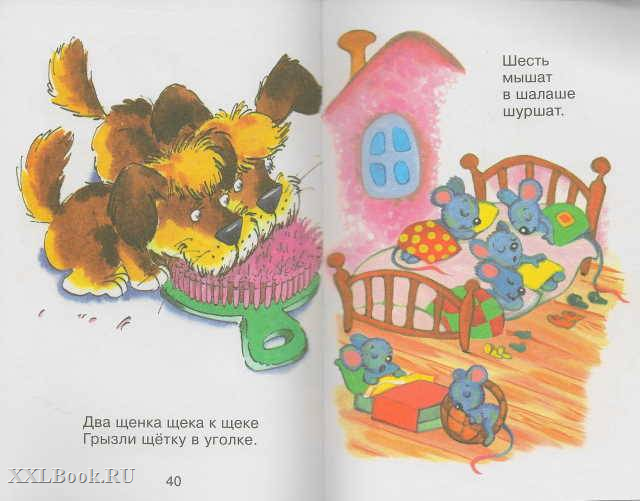 Два щенка щека к щеке
Грызли щётку в уголке.
40
XXLBook.RU
Шесть
мышат
в шалаше
шуршат.